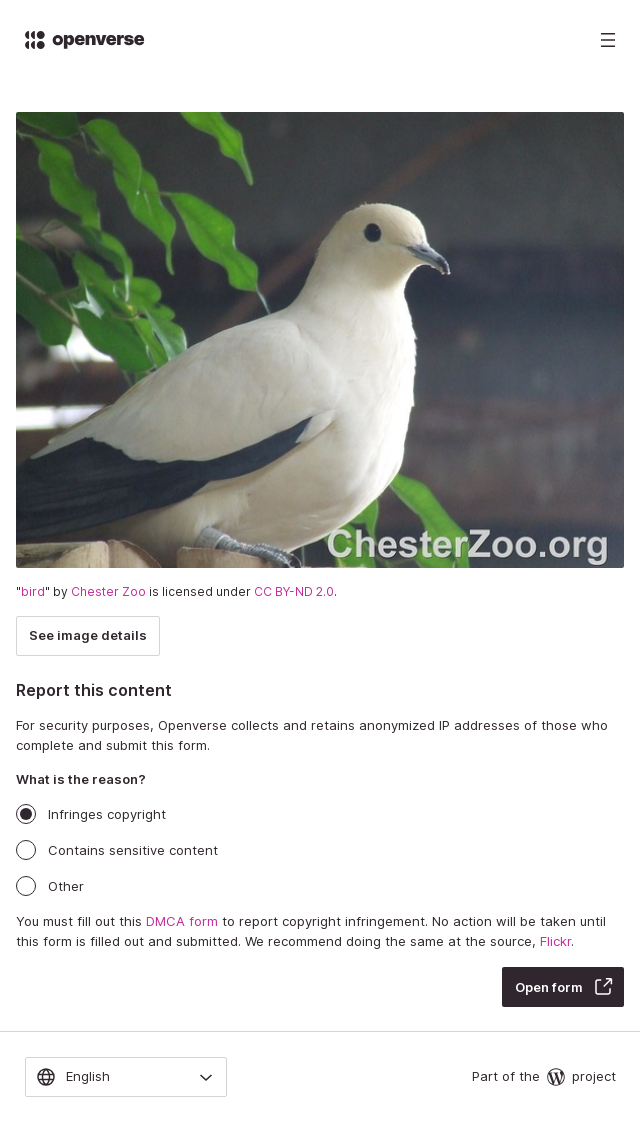 openverse
ChesterZoo.org
"bird" by Chester Zoo is licensed under CC BY-ND 2.0.
See image details
Report this content
For security purposes, Openverse collects and retains anonymized IP addresses of those who
complete and submit this form.
What is the reason?
Infringes copyright
Contains sensitive content
Other
You must fill out this DMCA form to report copyright infringement. No action will be taken until
this form is filled out and submitted. We recommend doing the same at the source, Flickr.
Open form
English
Part of the project